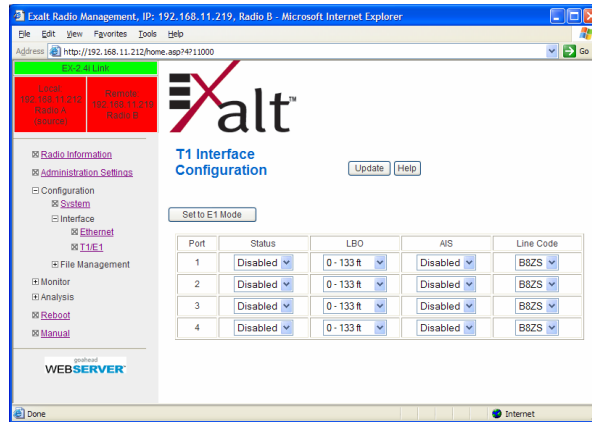 Exalt Radio Management, IP: 192.168.11.219, Radio B - Microsoft Internet Explorer
File Edit View Favorites Tools Help
Address http://192.168.11.212/home.asp?4?11000 Go
EX-2.4i Link
Local
192.168.11.212
Radio A
(source)
Remote
192.168.11.219
Radio B
Exalt™
Radio Information
Administration Settings
Configuration
System
Interface
Ethernet
T1/E1
File Management
Monitor
Analysis
Reboot
Manual
goahead
WEBSERVER
T1 Interface
Configuration
Update Help
Set to E1 Mode
Port Status LBO AIS Line Code
1 Disabled 0 - 133 ft Disabled B8ZS
2 Disabled 0 - 133 ft Disabled B8ZS
3 Disabled 0 - 133 ft Disabled B8ZS
4 Disabled 0 - 133 ft Disabled B8ZS
Done Internet